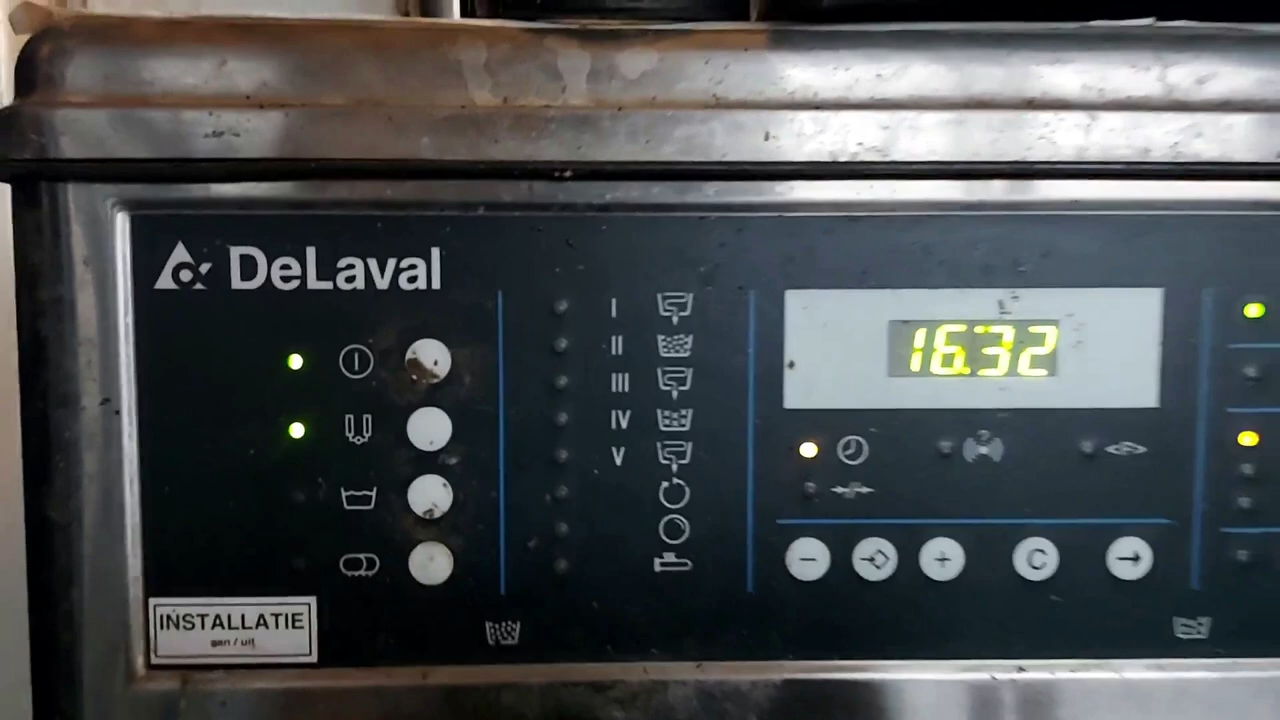 DeLaval
I
II
III
IV
V
16.32
− + C →
INSTALLATIE
aan / uit